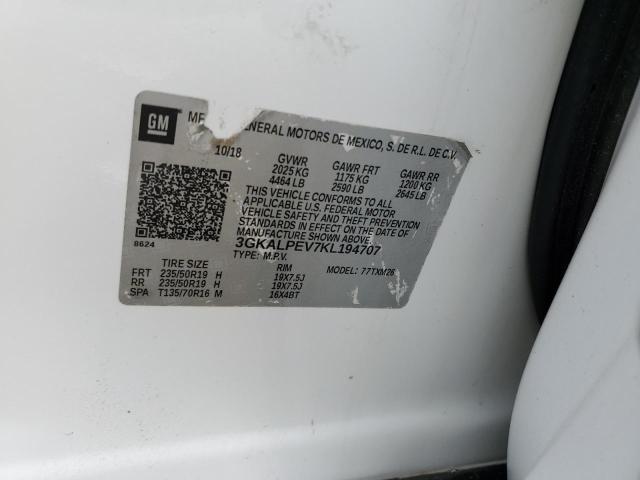 GM MF ENERAL MOTORS DE MEXICO, S. DE R.L. DE C.V.
10/18 GVWR GAWR FRT GAWR RR
2025 KG 1175 KG 1200 KG
4464 LB 2590 LB 2645 LB
THIS VEHICLE CONFORMS TO ALL
APPLICABLE U.S. FEDERAL MOTOR
VEHICLE SAFETY AND THEFT PREVENTION
STANDARDS IN EFFECT ON THE DATE OF
MANUFACTURE SHOWN ABOVE.
8624 3GKALPEV7KL194707
TYPE: M.P.V. MODEL: 77TXM26
TIRE SIZE RIM
FRT 235/50R19 H 19X7.5J
RR 235/50R19 H 19X7.5J
SPA T135/70R16 M 16X4BT